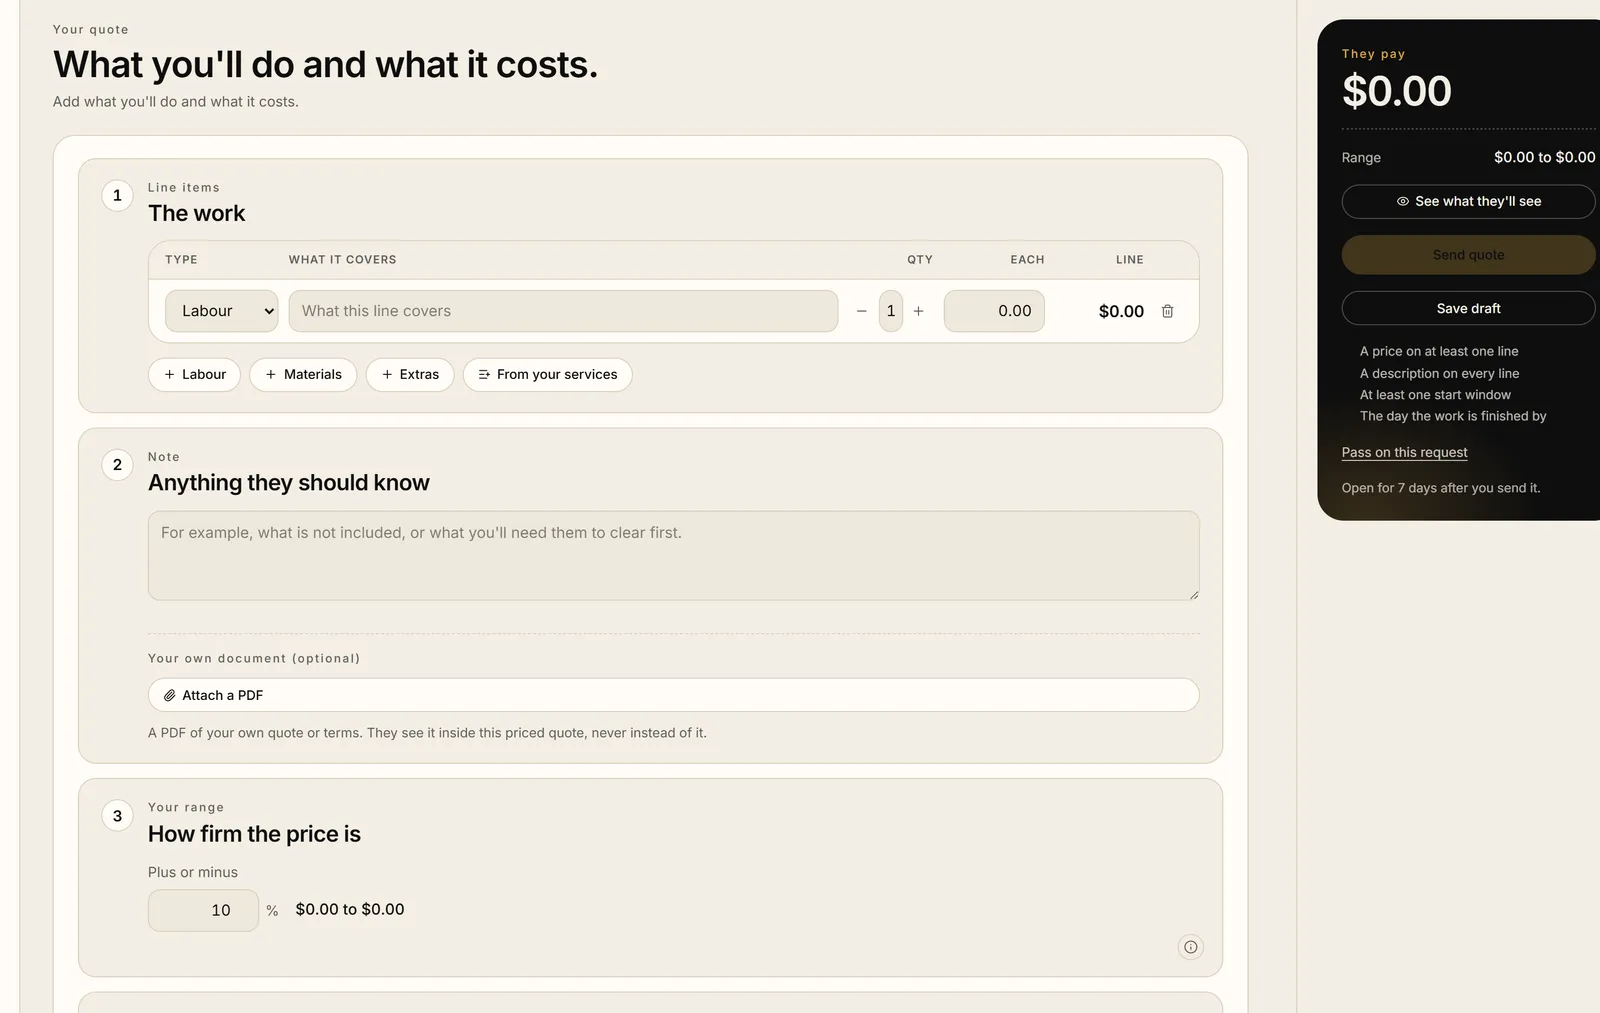 Your quote
What you'll do and what it costs.
Add what you'll do and what it costs.
1
Line items
The work
TYPE WHAT IT COVERS QTY EACH LINE
Labour What this line covers − 1 + 0.00 $0.00
+ Labour + Materials + Extras From your services
2
Note
Anything they should know
For example, what is not included, or what you'll need them to clear first.
Your own document (optional)
Attach a PDF
A PDF of your own quote or terms. They see it inside this priced quote, never instead of it.
3
Your range
How firm the price is
Plus or minus
10 % $0.00 to $0.00
They pay
$0.00
Range $0.00 to $0.00
See what they'll see
Send quote
Save draft
A price on at least one line
A description on every line
At least one start window
The day the work is finished by
Pass on this request
Open for 7 days after you send it.